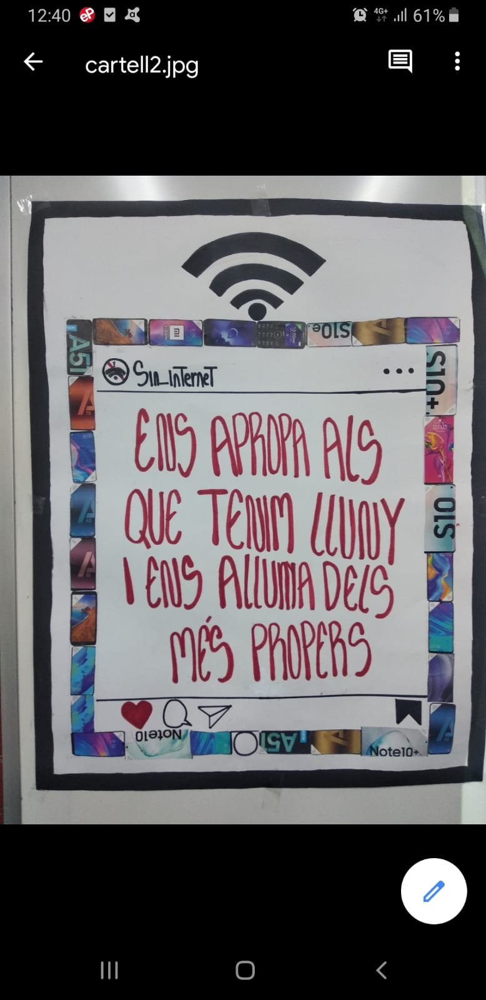 12:40
4G+
61%
cartell2.jpg
S10e
A51
S10+
Sin_internet
ENS APROPA ALS
QUE TENIM LLUNY
I ENS ALLUMA DELS
MÉS PROPERS
S10
Note10
A51
Note10+